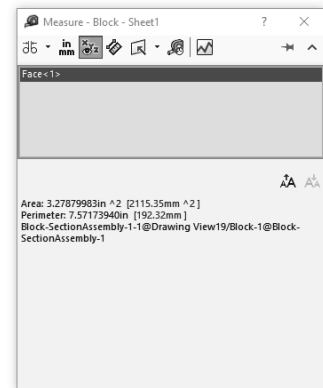 Measure - Block - Sheet1
in
mm
Face<1>
Area: 3.27879983in ^2 [2115.35mm ^2]
Perimeter: 7.57173940in [192.32mm]
Block-SectionAssembly-1-1@Drawing View19/Block-1@Block-
SectionAssembly-1